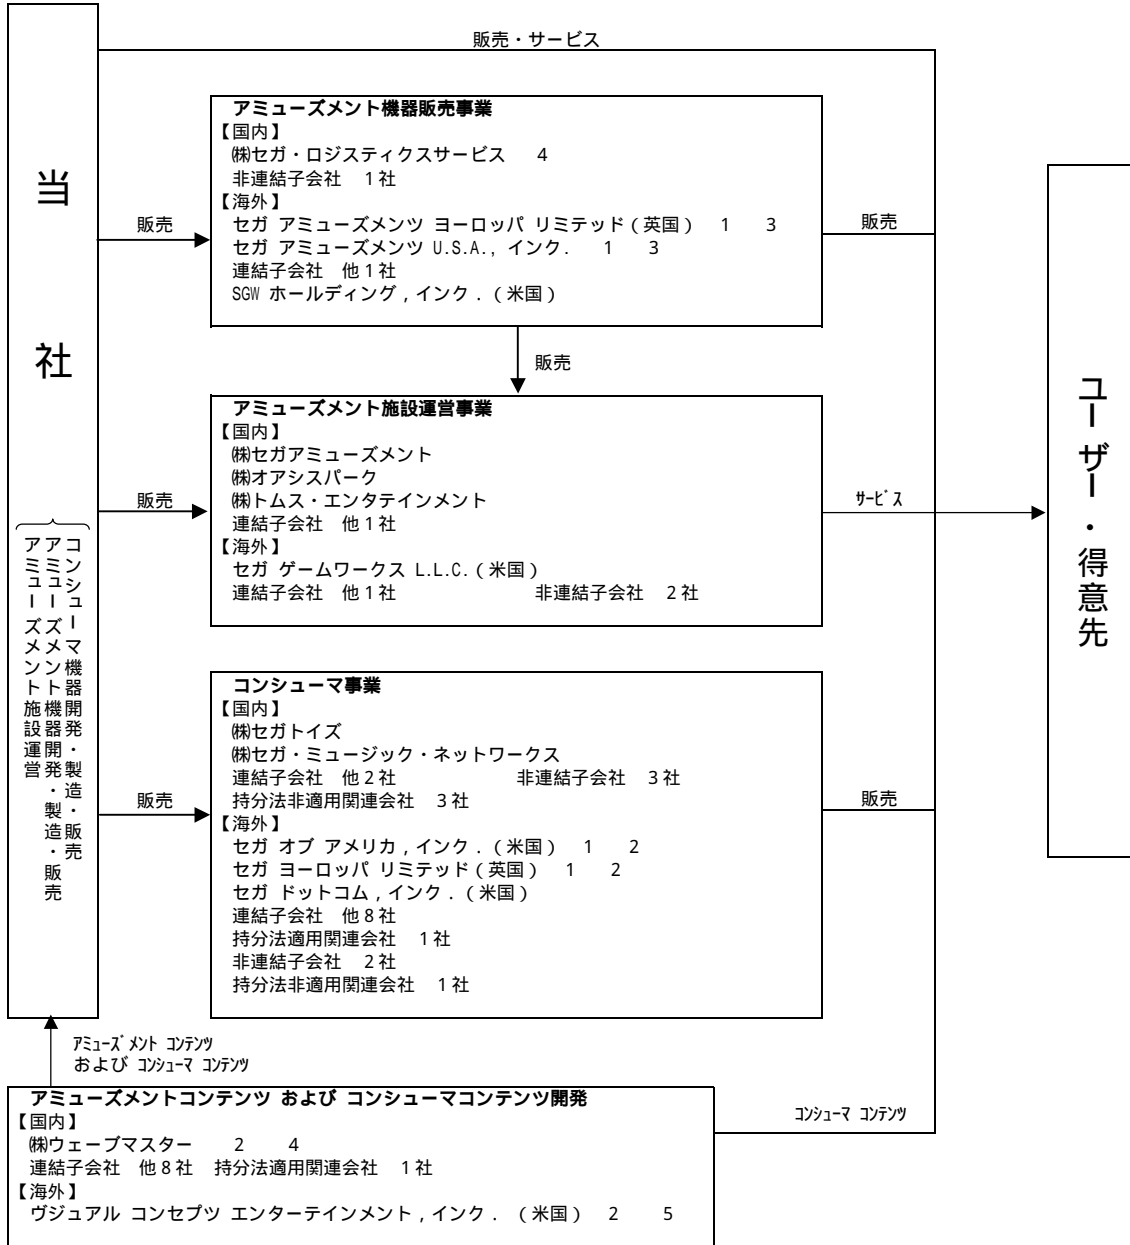 販売・サービス
当社
コンシューマ機器開発・製造・販売
アミューズメント機器開発・製造・販売
アミューズメント施設運営
販売
アミューズメント機器販売事業
【国内】
㈱セガ・ロジスティクスサービス 4
非連結子会社 1社
【海外】
セガ アミューズメンツ ヨーロッパ リミテッド(英国) 1 3
セガ アミューズメンツ U.S.A., インク. 1 3
連結子会社 他1社
SGW ホールディング,インク.(米国)
販売
販売
販売
アミューズメント施設運営事業
【国内】
㈱セガアミューズメント
㈱オアシスパーク
㈱トムス・エンタテインメント
連結子会社 他1社
【海外】
セガ ゲームワークス L.L.C.(米国)
連結子会社 他1社 非連結子会社 2社
サービス
ユーザー・得意先
販売
コンシューマ事業
【国内】
㈱セガトイズ
㈱セガ・ミュージック・ネットワークス
連結子会社 他2社 非連結子会社 3社
持分法非適用関連会社 3社
【海外】
セガ オブ アメリカ,インク.(米国) 1 2
セガ ヨーロッパ リミテッド(英国) 1 2
セガ ドットコム,インク.(米国)
連結子会社 他8社
持分法適用関連会社 1社
非連結子会社 2社
持分法非適用関連会社 1社
販売
アミューズメント コンテンツ
および コンシューマ コンテンツ
アミューズメントコンテンツ および コンシューマコンテンツ開発
【国内】
㈱ウェーブマスター 2 4
連結子会社 他8社 持分法適用関連会社 1社
【海外】
ヴジュアル コンセプツ エンターテインメント,インク. (米国) 2 5
コンシューマ コンテンツ